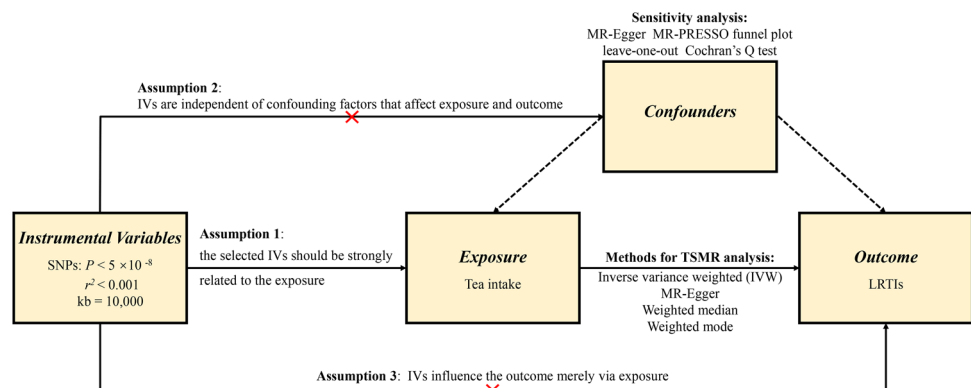 Sensitivity analysis:
MR-Egger MR-PRESSO funnel plot
leave-one-out Cochran's Q test
Assumption 2:
IVs are independent of confounding factors that affect exposure and outcome
Confounders
Instrumental Variables
SNPs: P < 5 ×10 -8
r² < 0.001
kb = 10,000
Assumption 1:
the selected IVs should be strongly
related to the exposure
Exposure
Tea intake
Methods for TSMR analysis:
Inverse variance weighted (IVW)
MR-Egger
Weighted median
Weighted mode
Outcome
LRTIs
Assumption 3: IVs influence the outcome merely via exposure